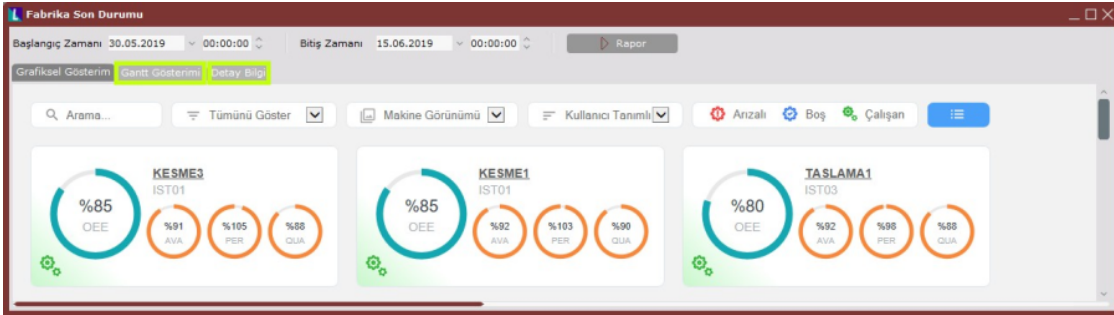 Fabrika Son Durumu
Başlangıç Zamanı 30.05.2019 00:00:00 Bitiş Zamanı 15.06.2019 00:00:00 Rapor
Grafiksel Gösterim Gantt Gösterimi Detay Bilgi
Arama... Tümünü Göster Makine Görünümü Kullanıcı Tanımlı Arızalı Boş Çalışan
KESME3
IST01
%85
OEE
%91
AVA
%105
PER
%88
QUA
KESME1
IST01
%85
OEE
%92
AVA
%103
PER
%90
QUA
TASLAMA1
IST03
%80
OEE
%92
AVA
%98
PER
%88
QUA